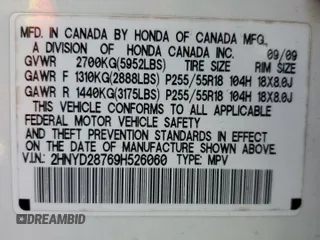 MFD. IN CANADA BY HONDA OF CANADA MFG.,
A DIVISION OF HONDA CANADA INC. 09/09
GVWR 2700KG(5952LBS) TIRE SIZE RIM SIZE
GAWR F 1310KG(2888LBS) P255/55R18 104H 18X8.0J
GAWR R 1440KG(3175LBS) P255/55R18 104H 18X8.0J
THIS VEHICLE CONFORMS TO ALL APPLICABLE
FEDERAL MOTOR VEHICLE SAFETY STANDARDS IN
EFFECT ON THE DATE OF MANUFACTURE SHOWN ABOVE.
V.I.N: 2HNYD28769H526060 TYPE: MPV
DREAMBID